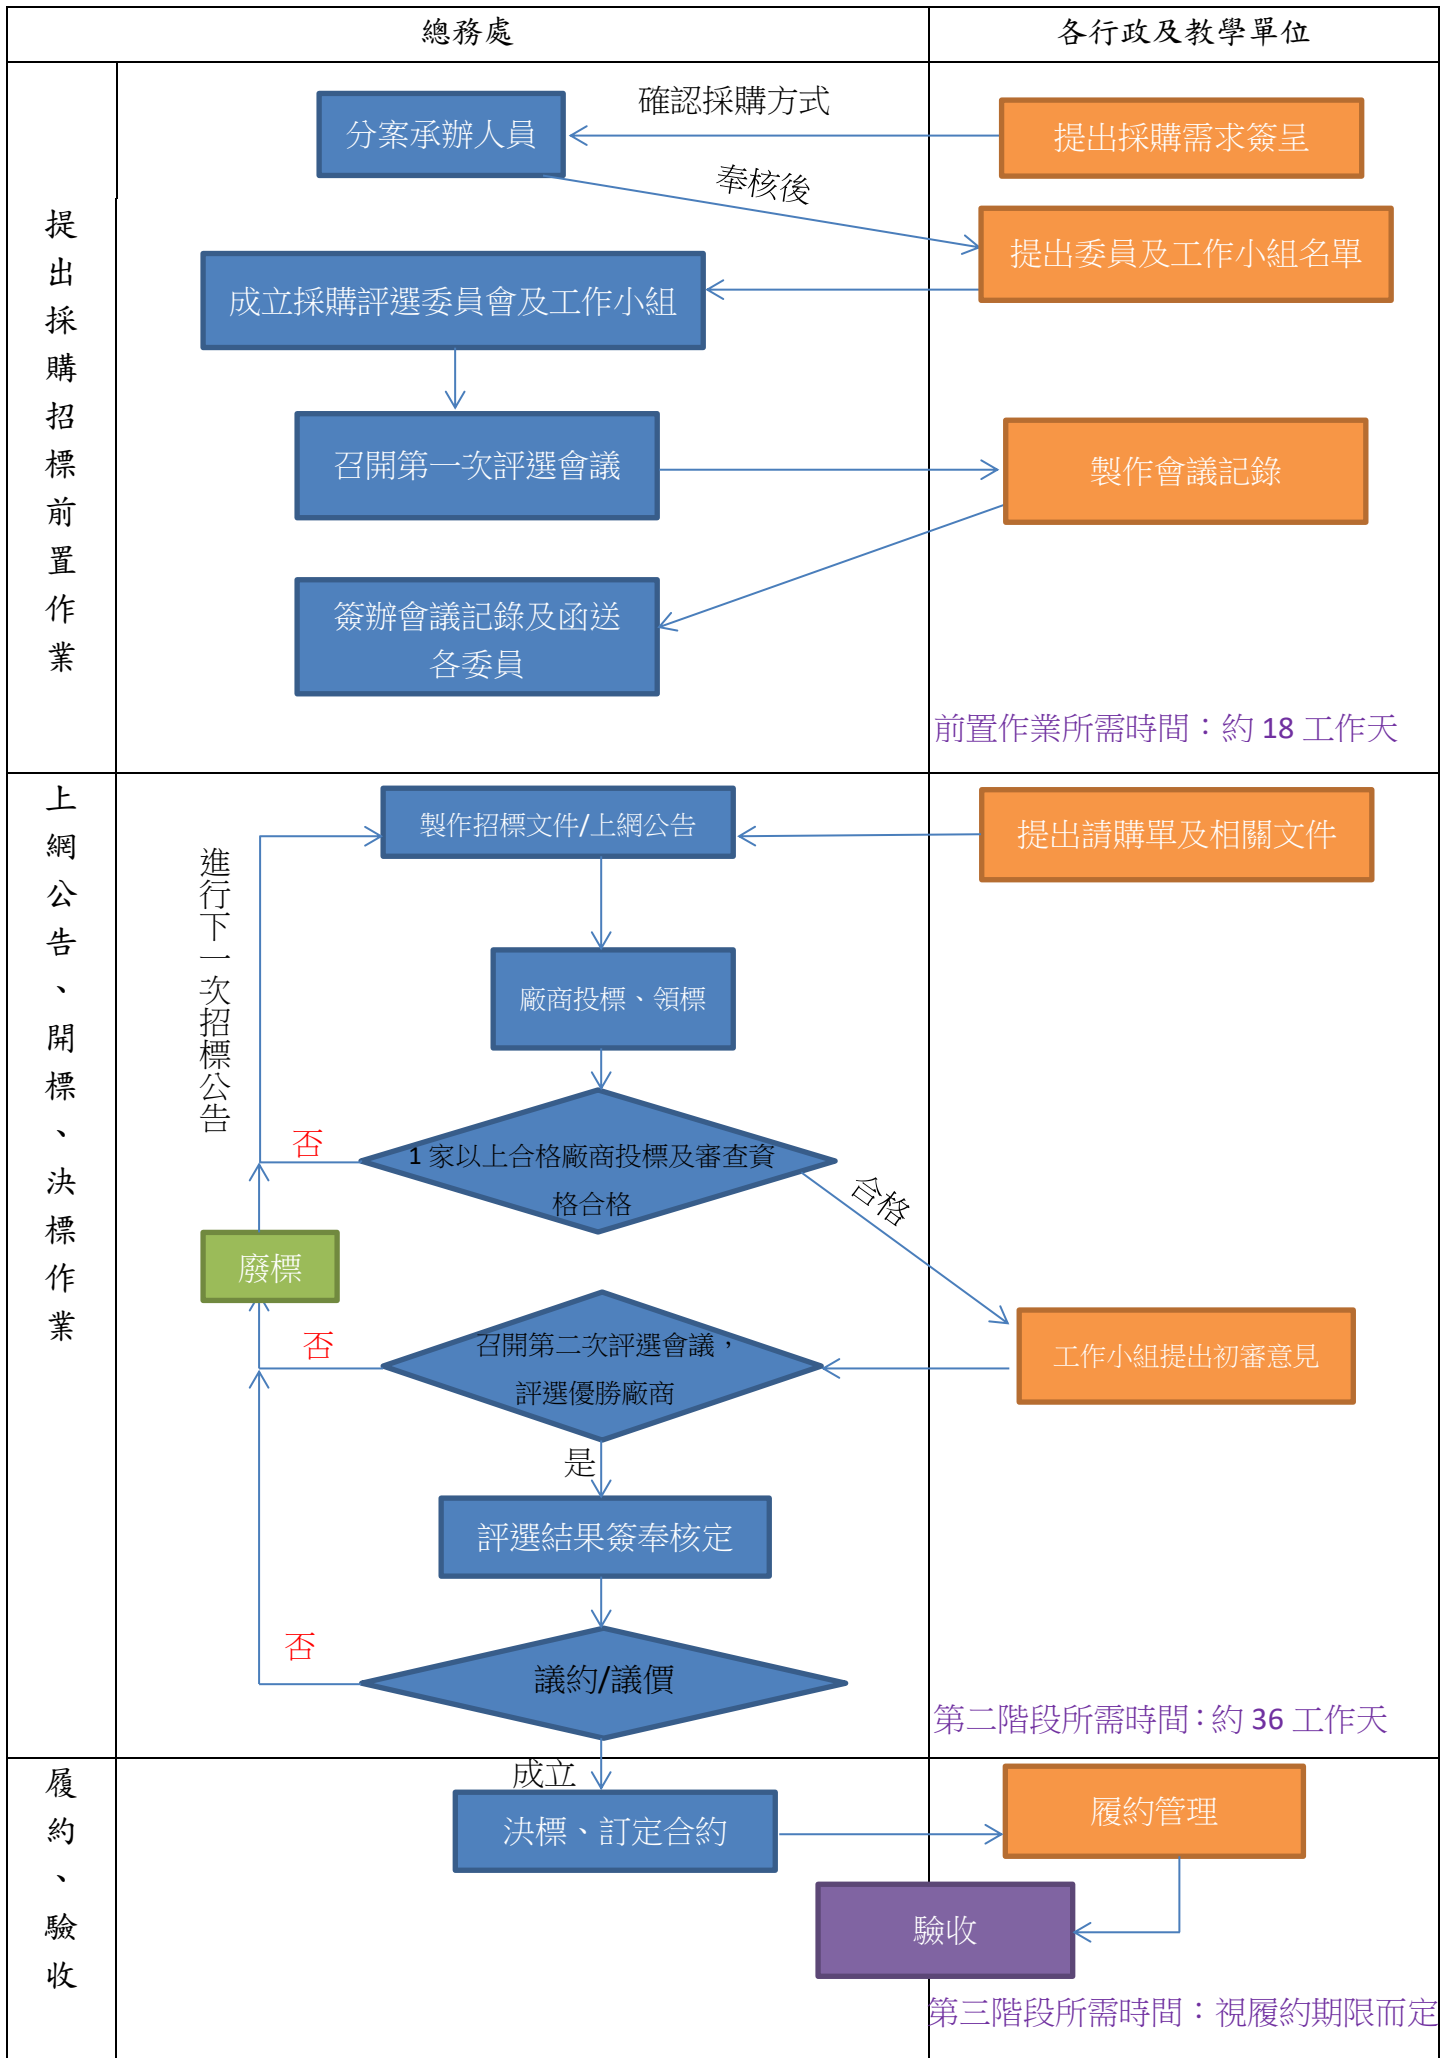 總務處
各行政及教學單位
提出採購招標前置作業
確認採購方式
分案承辦人員
提出採購需求簽呈
奉核後
提出委員及工作小組名單
成立採購評選委員會及工作小組
召開第一次評選會議
製作會議記錄
簽辦會議記錄及函送
各委員
前置作業所需時間：約 18 工作天
上網公告、開標、決標作業
製作招標文件/上網公告
提出請購單及相關文件
進行下一次招標公告
廠商投標、領標
否
1 家以上合格廠商投標及審查資
格合格
合格
廢標
否
召開第二次評選會議，
評選優勝廠商
工作小組提出初審意見
是
評選結果簽奉核定
否
議約/議價
第二階段所需時間：約 36 工作天
履約、驗收
成立
決標、訂定合約
履約管理
驗收
第三階段所需時間：視履約期限而定